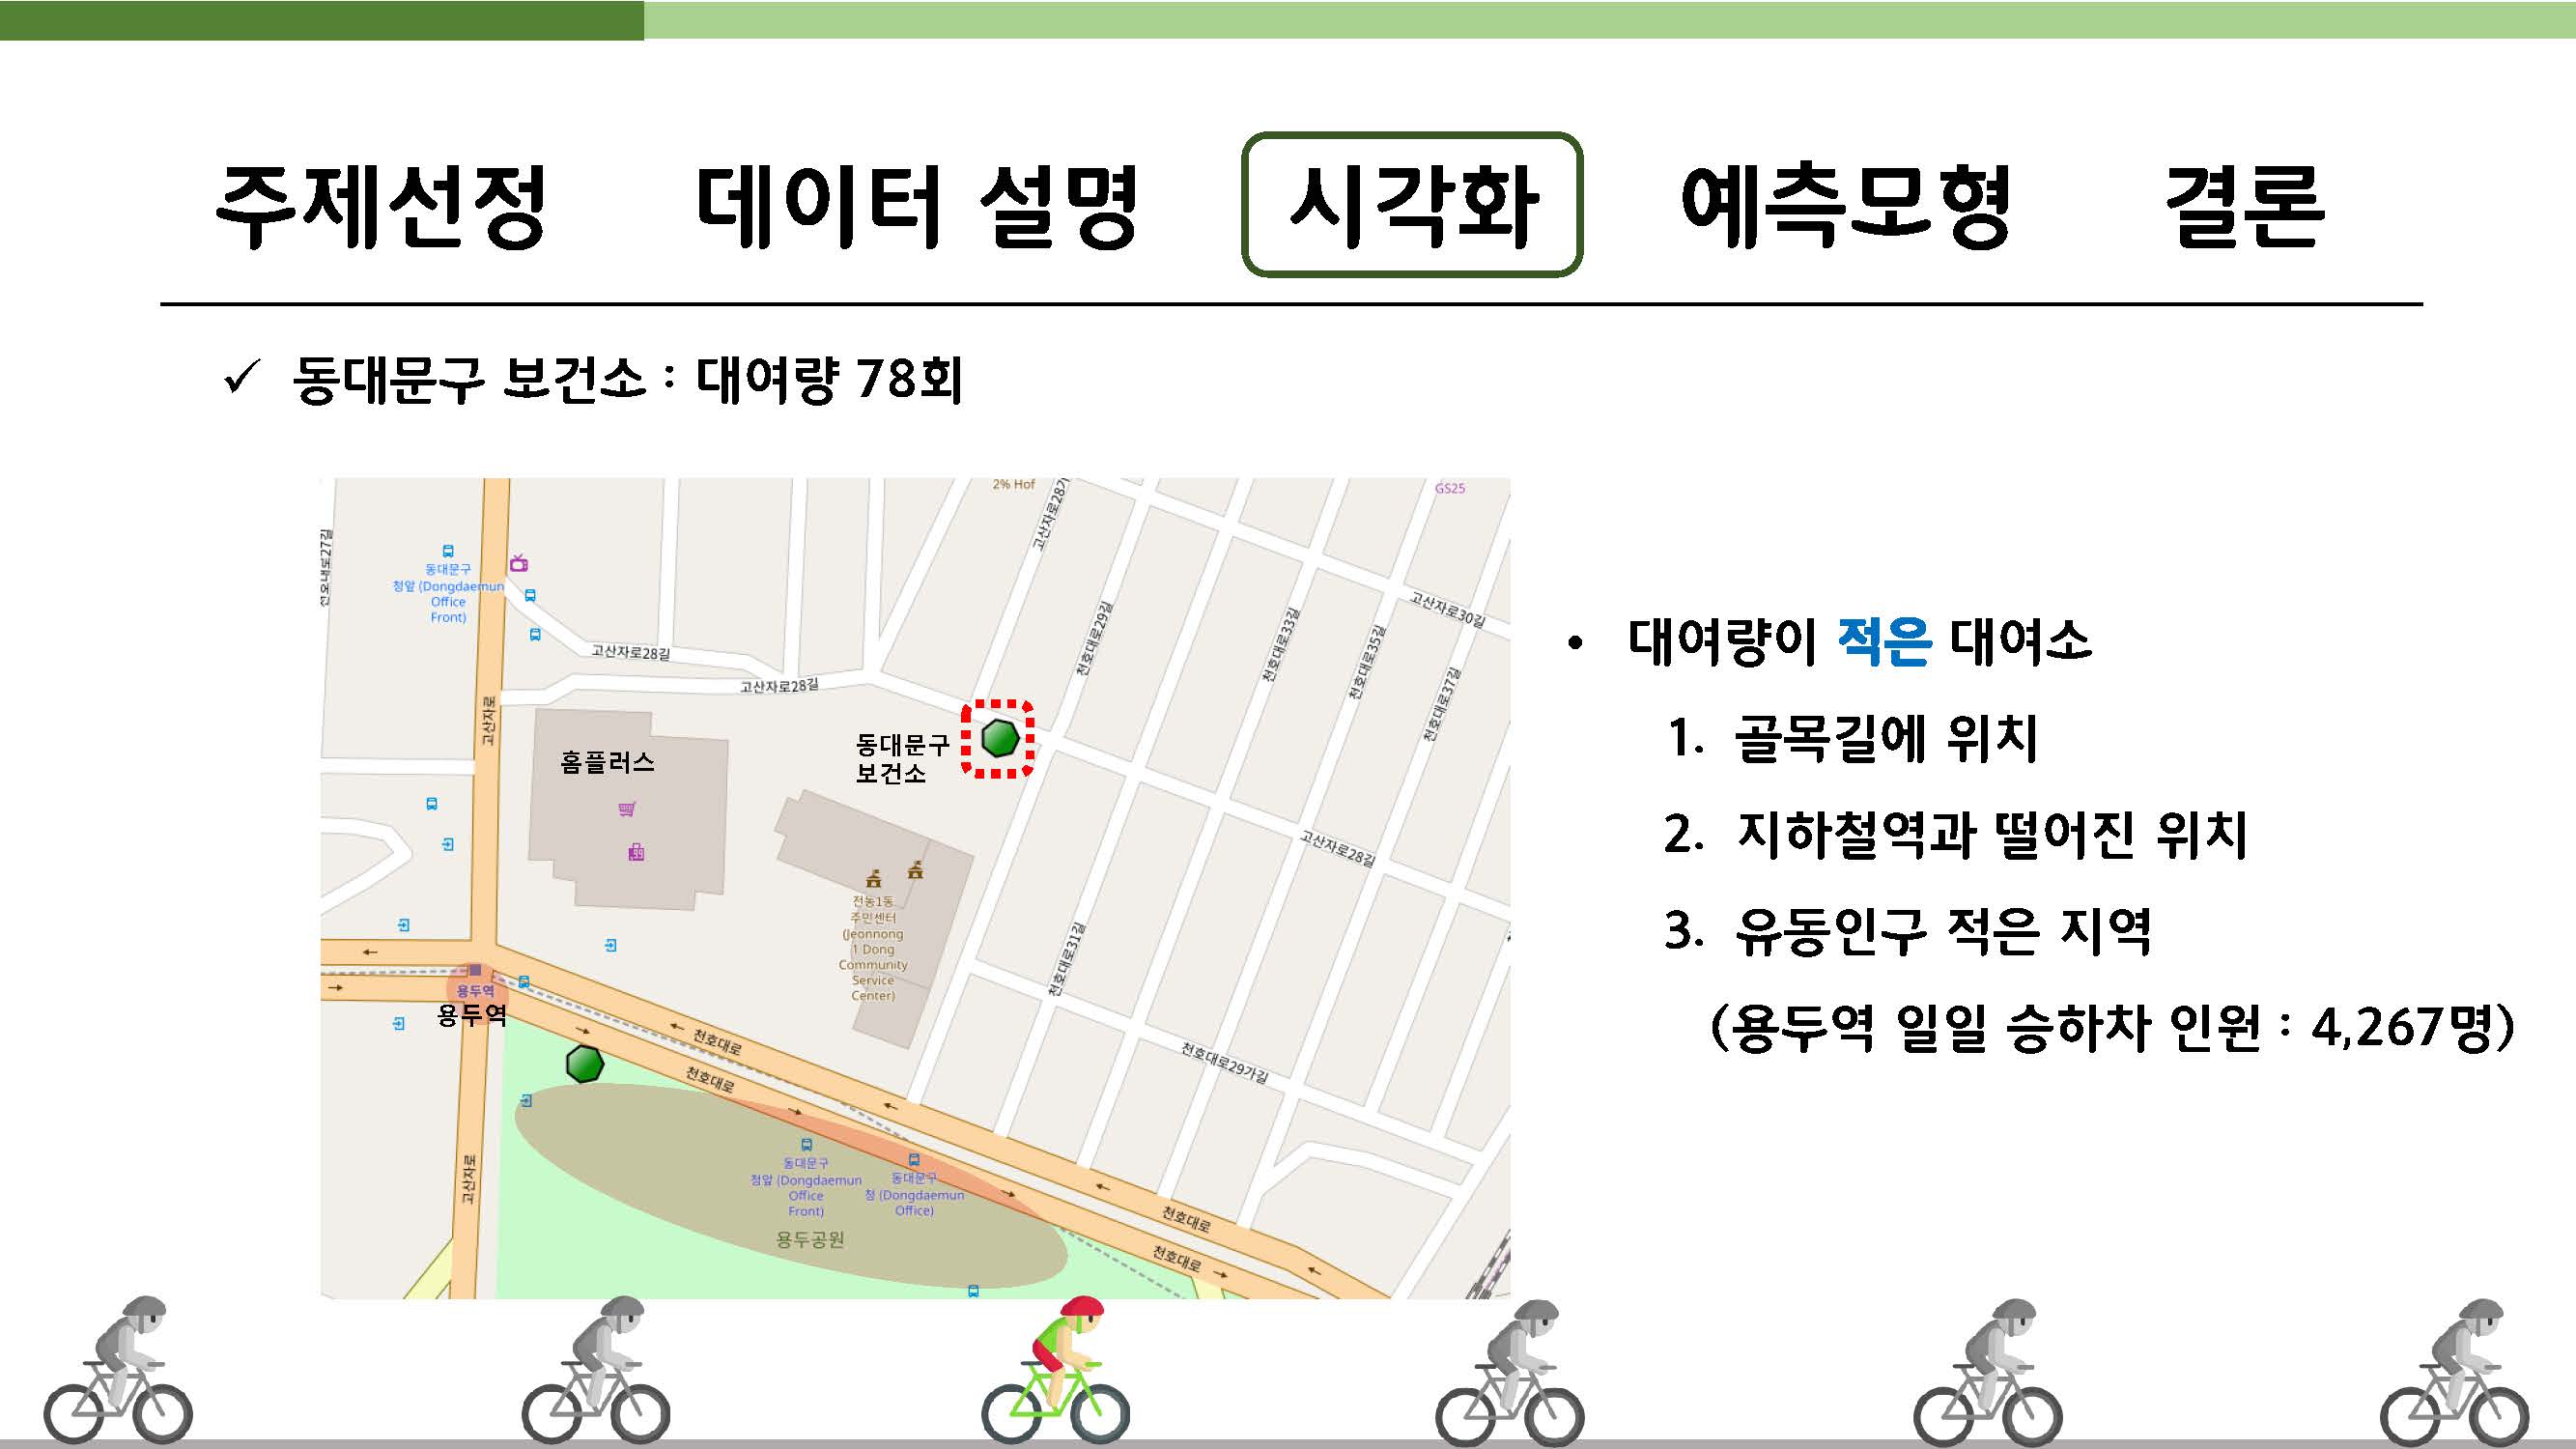 주제선정 데이터 설명 시각화 예측모형 결론
✓ 동대문구 보건소 : 대여량 78회
2% Hof
GS25
고산자로28가
선농대로27길
동대문구
청앞 (Dongdaemun
Office
Front)
고산자로30길
천호대로29길
천호대로33길
천호대로35길
천호대로37길
고산자로28길
고산자로28길
고산자로
동대문구
보건소
홈플러스
고산자로28길
전농1동
주민센터
(Jeonnong
1 Dong
Community
Service
Center)
천호대로31길
용두역
용두역
천호대로
천호대로
천호대로29가길
동대문구
청앞 (Dongdaemun
Office
Front)
동대문구
청 (Dongdaemun
Office)
고산자로
용두공원
천호대로
천호대로
• 대여량이 적은 대여소
1. 골목길에 위치
2. 지하철역과 떨어진 위치
3. 유동인구 적은 지역
(용두역 일일 승하차 인원 : 4,267명)